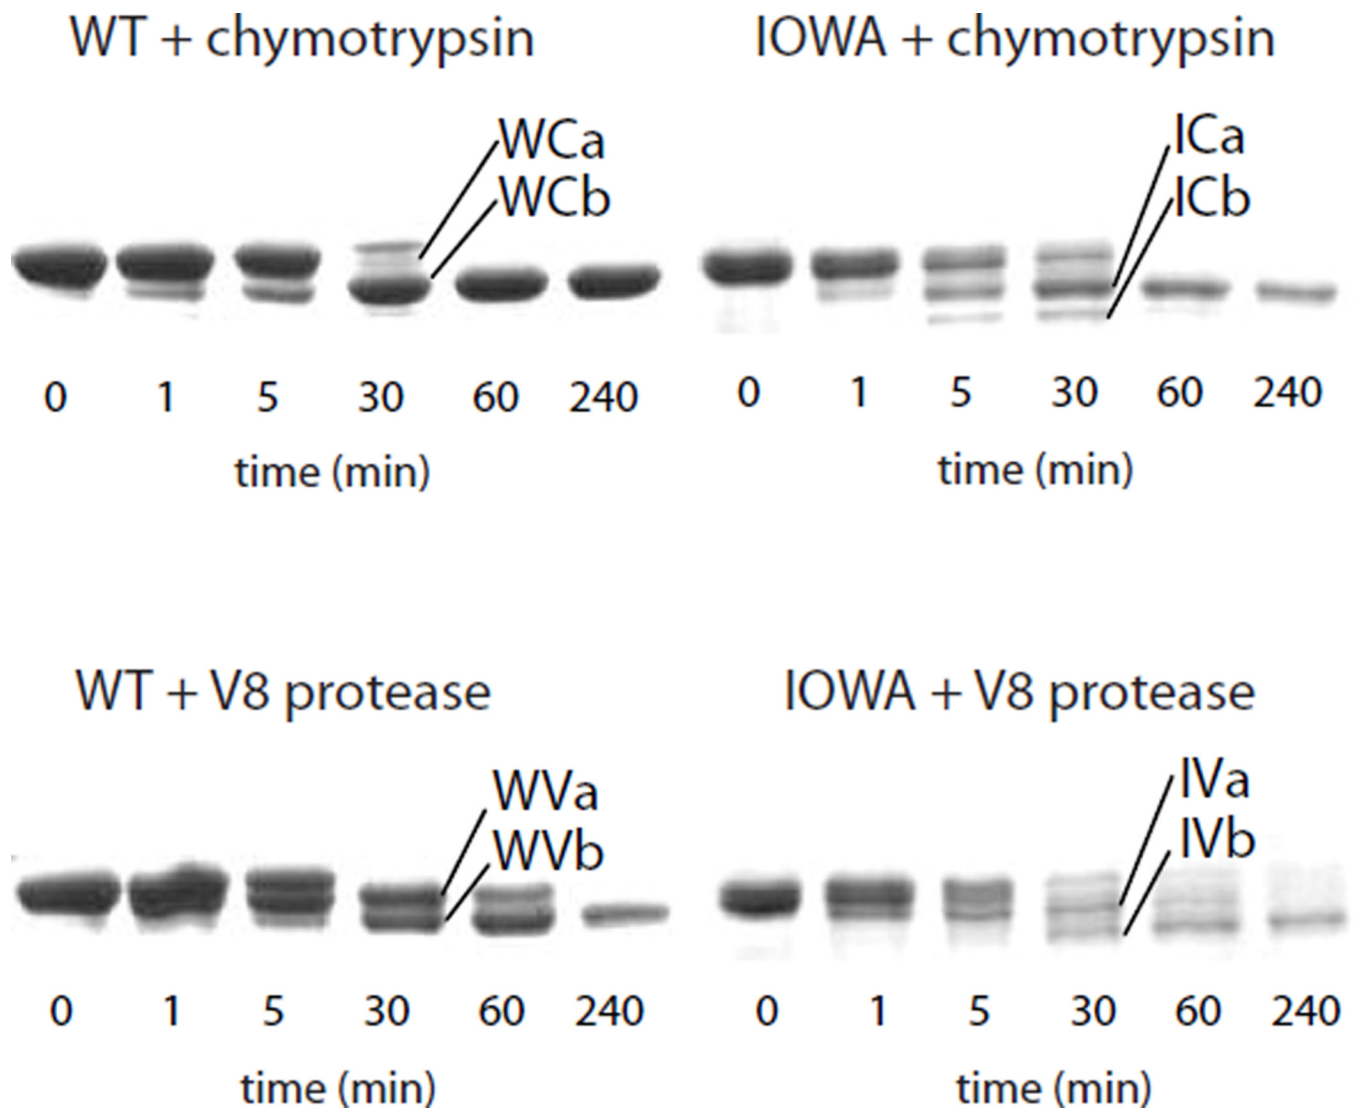 WT + chymotrypsin
WCa
WCb
0 1 5 30 60 240
time (min)
IOWA + chymotrypsin
ICa
ICb
0 1 5 30 60 240
time (min)
WT + V8 protease
WVa
WVb
0 1 5 30 60 240
time (min)
IOWA + V8 protease
IVa
IVb
0 1 5 30 60 240
time (min)